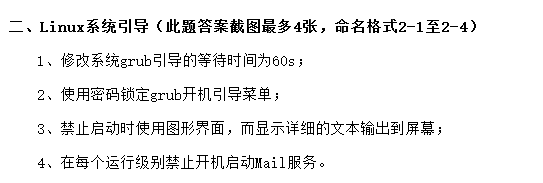 二、Linux系统引导（此题答案截图最多4张，命名格式2-1至2-4）
1、修改系统grub引导的等待时间为60s；
2、使用密码锁定grub开机引导菜单；
3、禁止启动时使用图形界面，而显示详细的文本输出到屏幕；
4、在每个运行级别禁止开机启动Mail服务。